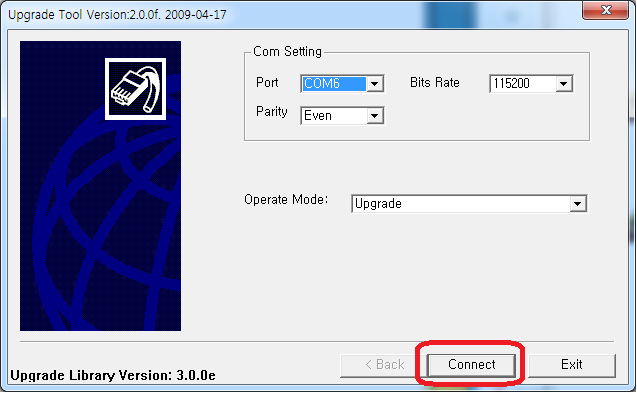 Upgrade Tool Version:2.0.0f. 2009-04-17
Com Setting
Port COM6 Bits Rate 115200
Parity Even
Operate Mode: Upgrade
< Back Connect Exit
Upgrade Library Version: 3.0.0e